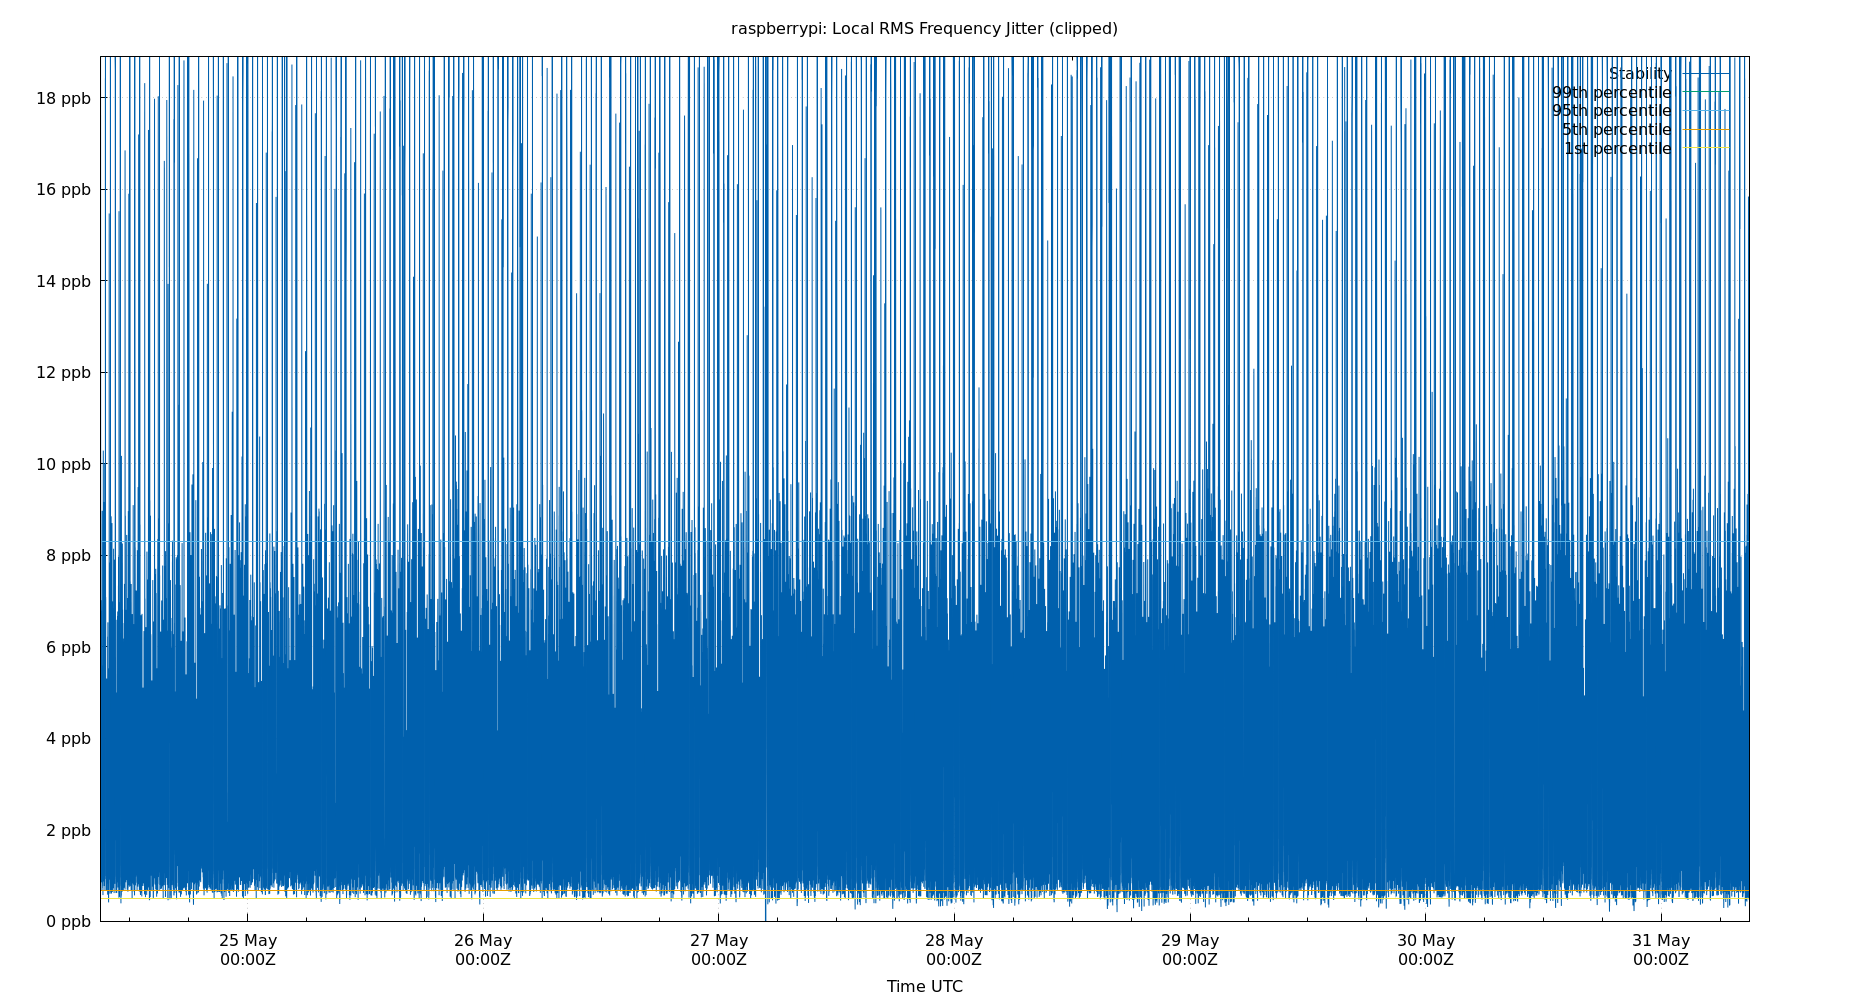 raspberrypi: Local RMS Frequency Jitter (clipped)
Stability
99th percentile
95th percentile
5th percentile
1st percentile
18 ppb
16 ppb
14 ppb
12 ppb
10 ppb
8 ppb
6 ppb
4 ppb
2 ppb
0 ppb
25 May 26 May 27 May 28 May 29 May 30 May 31 May
00:00Z 00:00Z 00:00Z 00:00Z 00:00Z 00:00Z 00:00Z
Time UTC